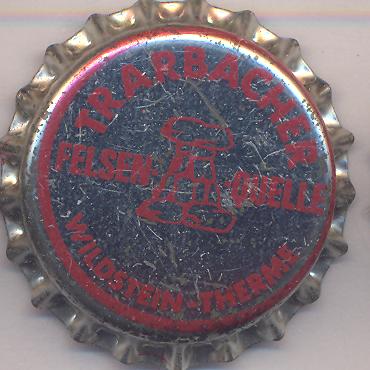 TRARBACHER
FELSEN-QUELLE
WILDSTEIN-THERME